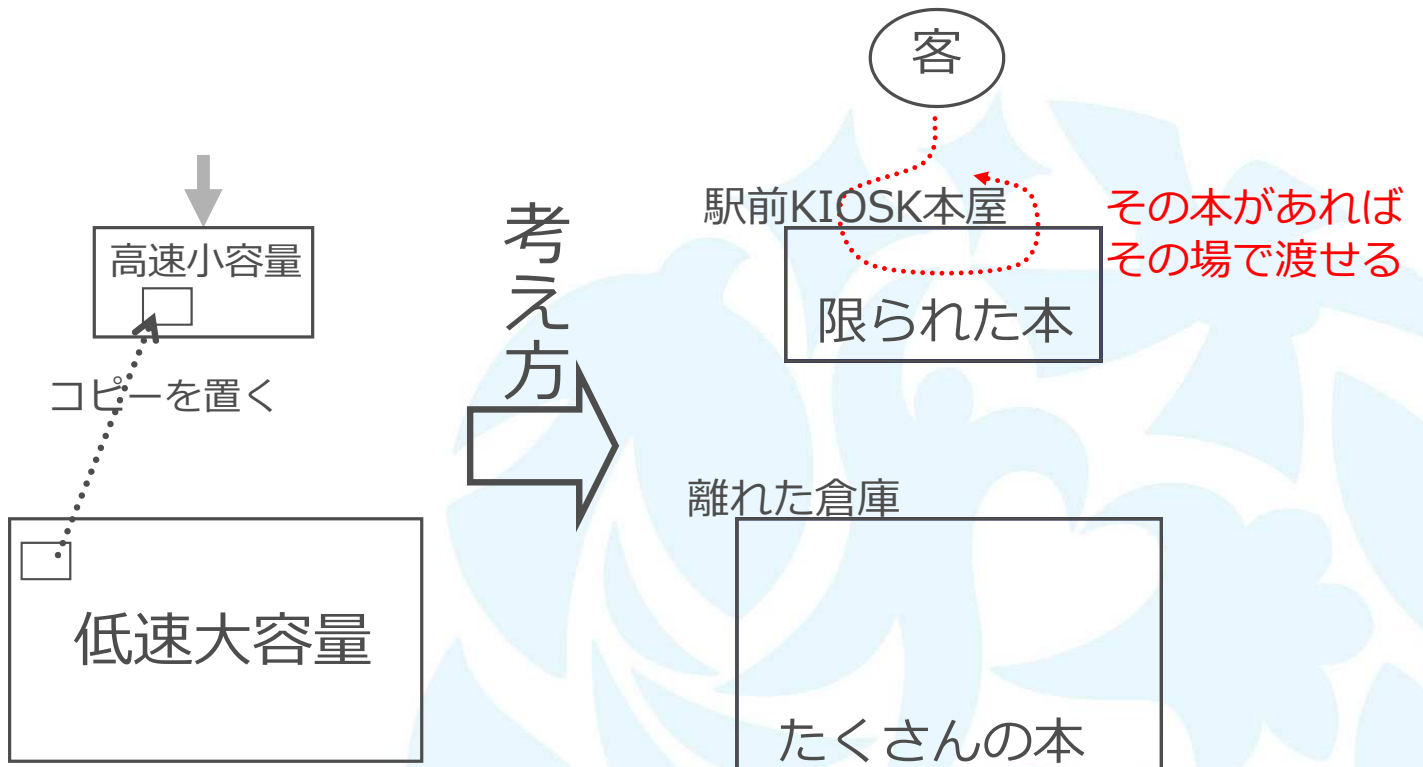 高速小容量
コピーを置く
低速大容量
考え方
客
駅前KIOSK本屋
限られた本
その本があれば
その場で渡せる
離れた倉庫
たくさんの本